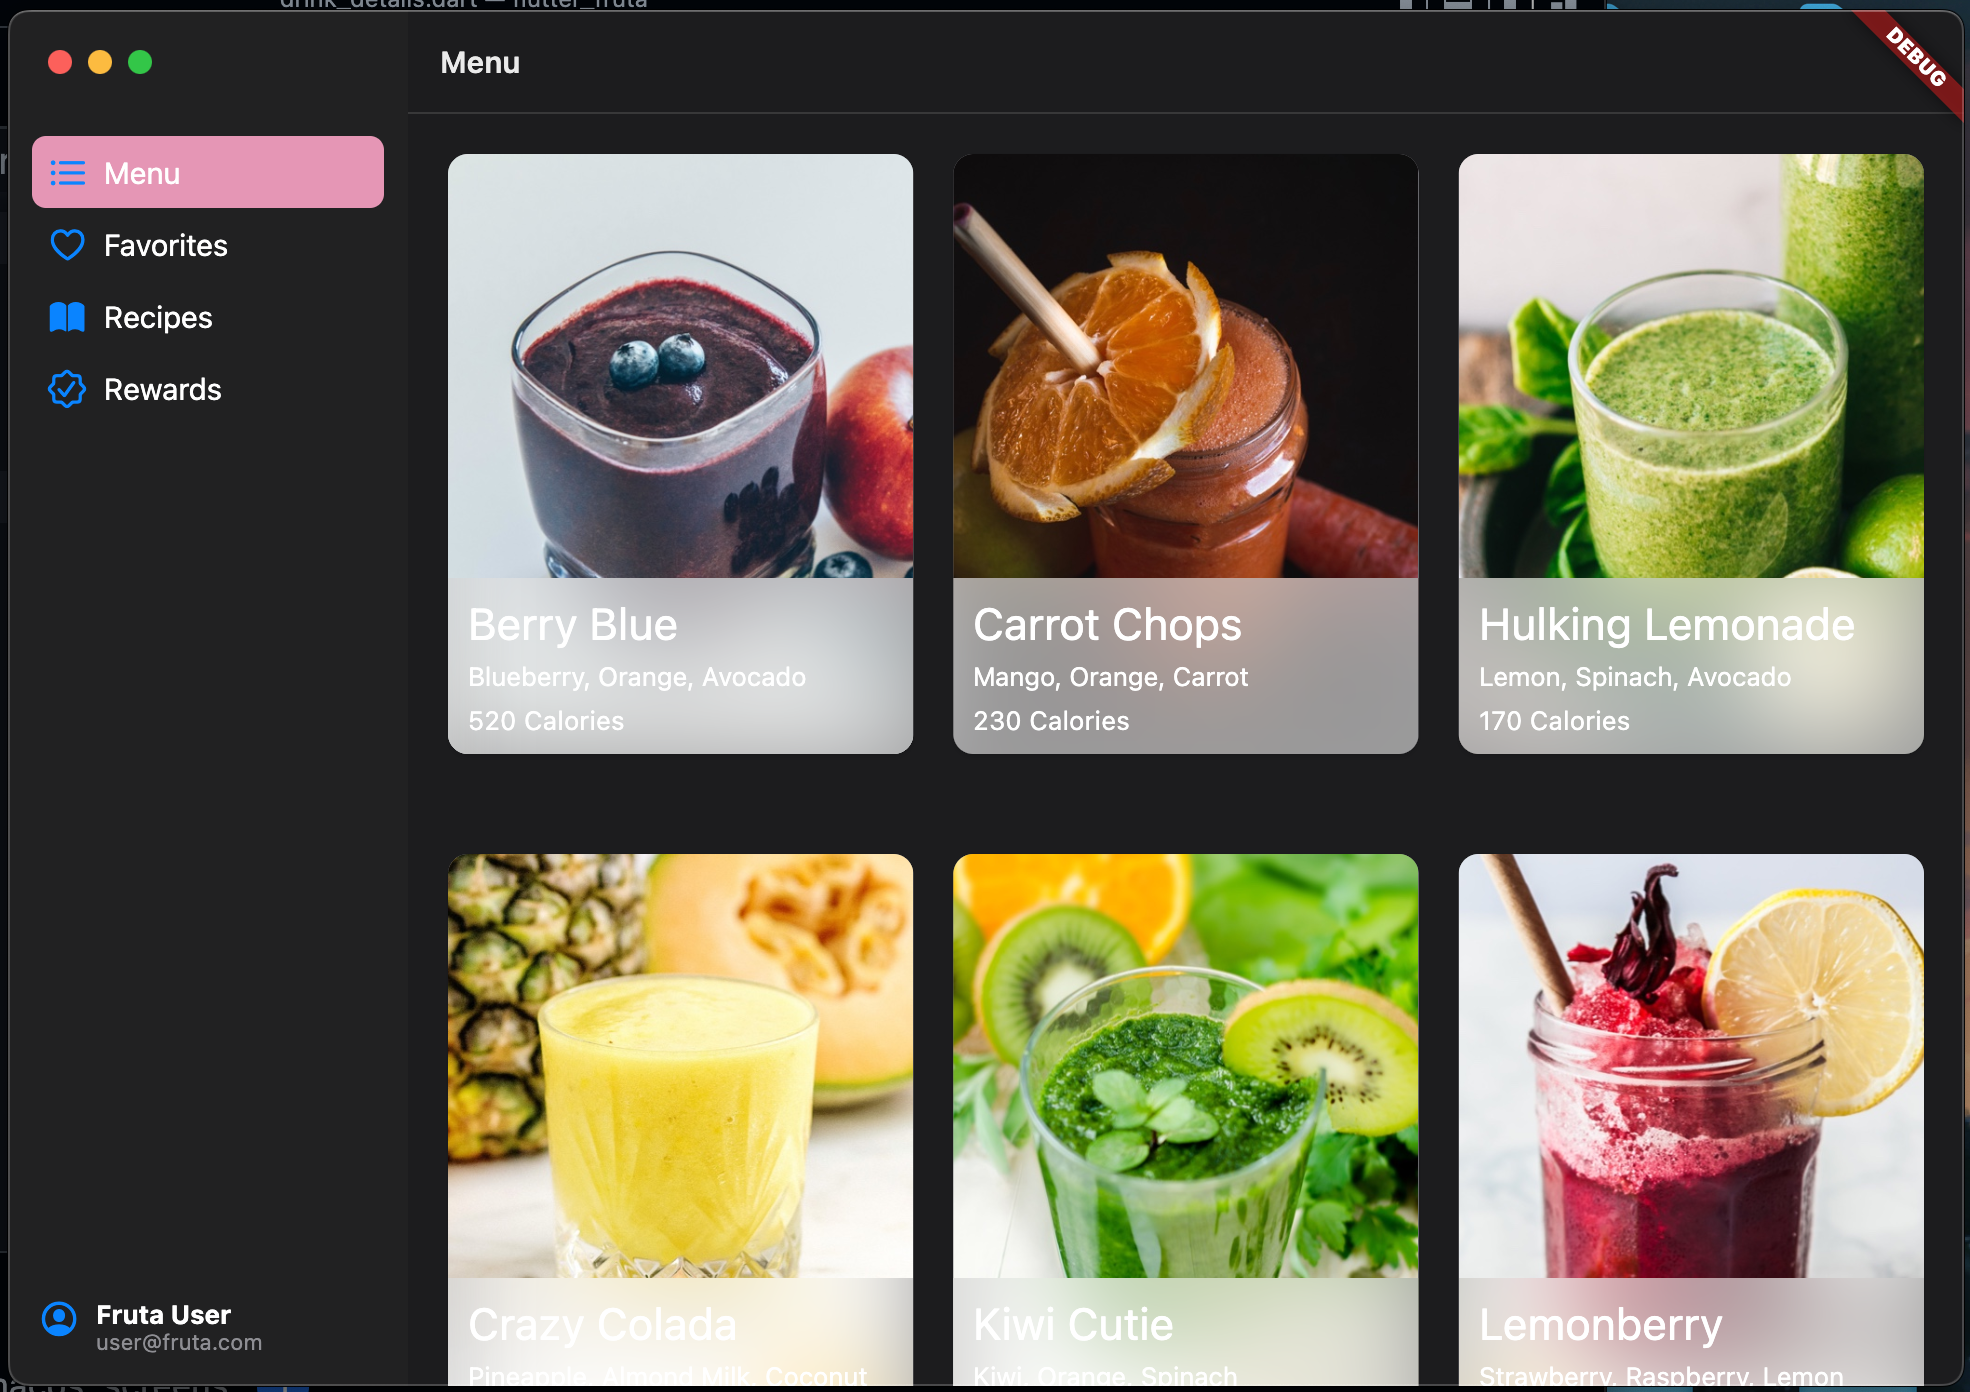 drink_details.dart — flutter_fruta
DEBUG
Menu
Menu
Favorites
Recipes
Rewards
Berry Blue
Blueberry, Orange, Avocado
520 Calories
Carrot Chops
Mango, Orange, Carrot
230 Calories
Hulking Lemonade
Lemon, Spinach, Avocado
170 Calories
Crazy Colada
Pineapple, Almond Milk, Coconut
Kiwi Cutie
Kiwi, Orange, Spinach
Lemonberry
Strawberry, Raspberry, Lemon
Fruta User
user@fruta.com